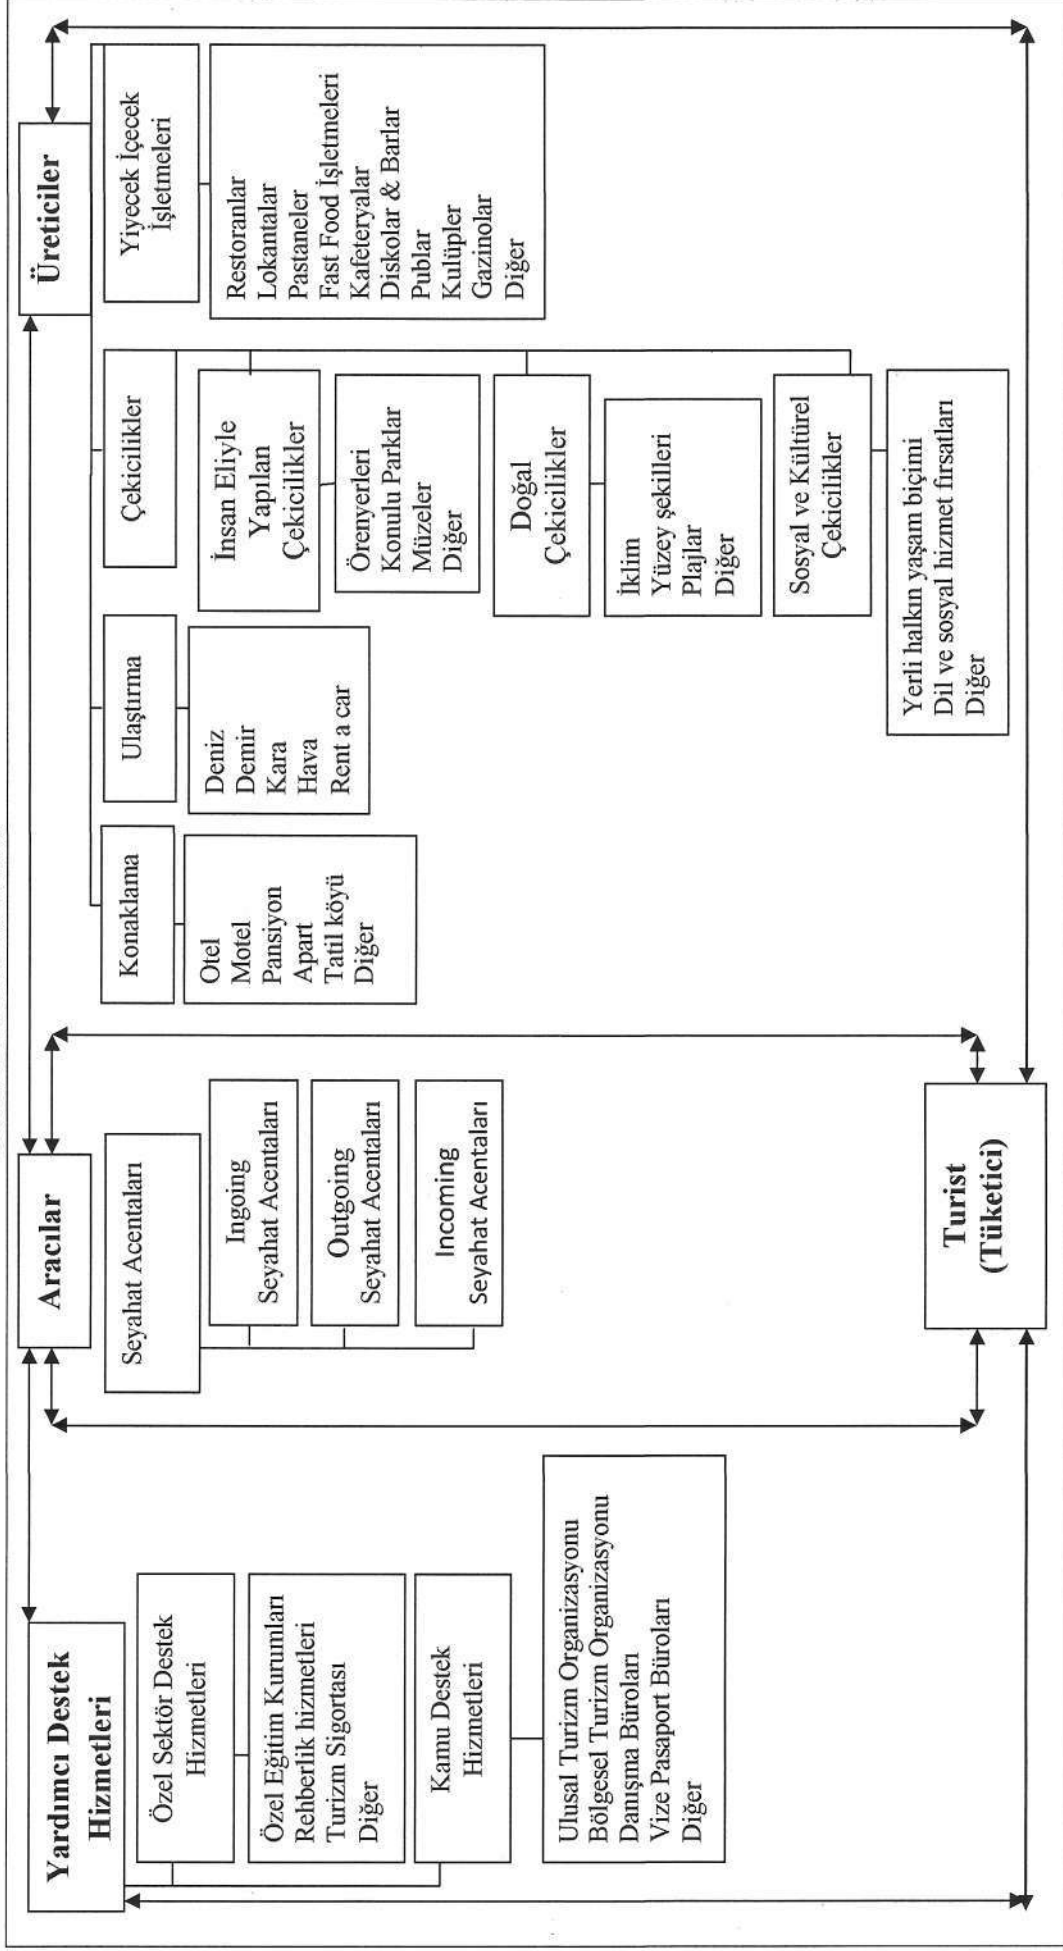 Yardımcı Destek
Hizmetleri
Özel Sektör Destek
Hizmetleri
Özel Eğitim Kurumları
Rehberlik hizmetleri
Turizm Sigortası
Diğer
Kamu Destek
Hizmetleri
Ulusal Turizm Organizasyonu
Bölgesel Turizm Organizasyonu
Danışma Büroları
Vize Pasaport Büroları
Diğer
Aracılar
Seyahat Acentaları
Ingoing
Seyahat Acentaları
Outgoing
Seyahat Acentaları
Incoming
Seyahat Acentaları
Turist
(Tüketici)
Üreticiler
Konaklama
Otel
Motel
Pansiyon
Apart
Tatil köyü
Diğer
Ulaştırma
Deniz
Demir
Kara
Hava
Rent a car
Çekicilikler
İnsan Eliyle
Yapılan
Çekicilikler
Örenyerleri
Konulu Parklar
Müzeler
Diğer
Doğal
Çekicilikler
İklim
Yüzey şekilleri
Plajlar
Diğer
Sosyal ve Kültürel
Çekicilikler
Yerli halkın yaşam biçimi
Dil ve sosyal hizmet fırsatları
Diğer
Yiyecek İçecek
İşletmeleri
Restoranlar
Lokantalar
Pastaneler
Fast Food İşletmeleri
Kafeteryalar
Diskolar & Barlar
Publar
Kulüpler
Gazinolar
Diğer